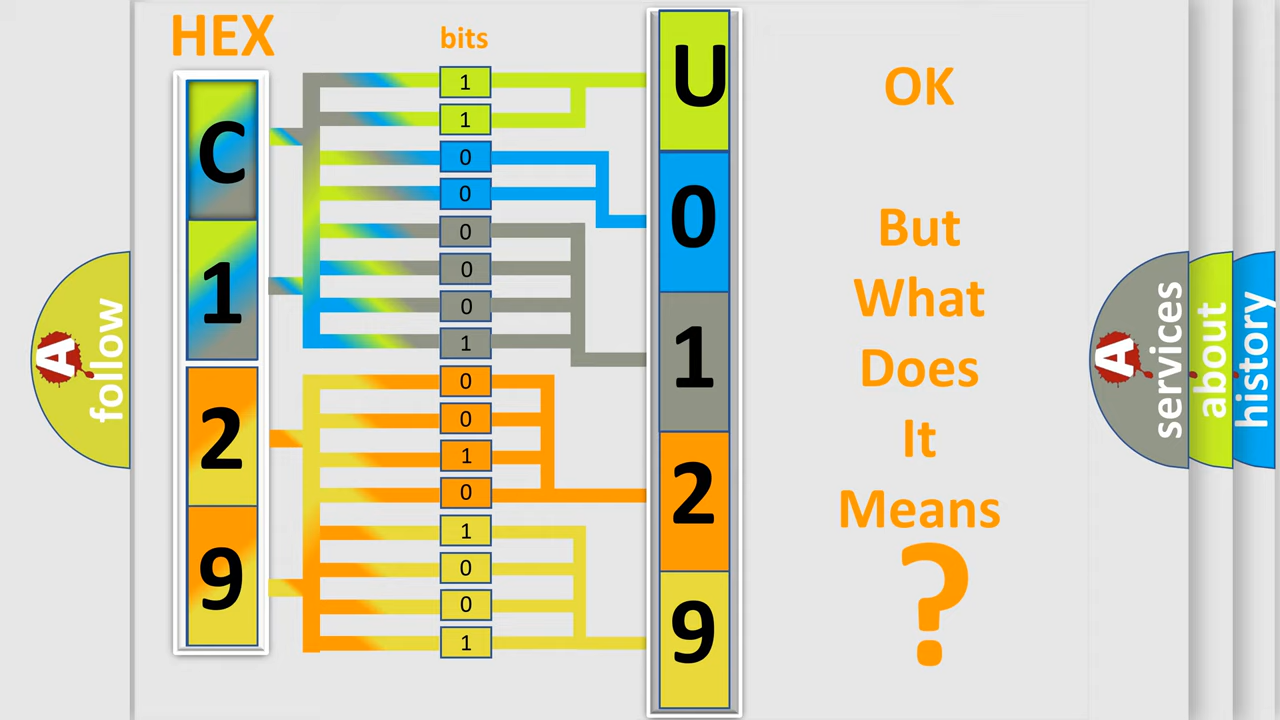 HEX
bits
C
1
2
9
1
1
0
0
0
0
0
1
0
0
1
0
1
0
0
1
U
0
1
2
9
OK
But
What
Does
It
Means
?
A
follow
A
services
about
history